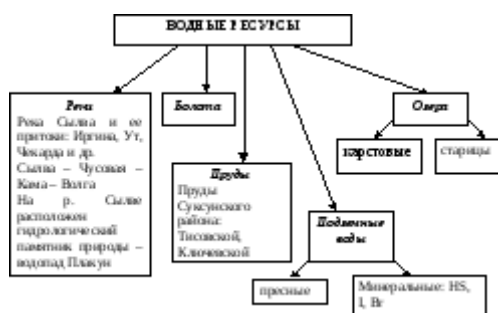 ВОДНЫЕ РЕСУРСЫ
Реки
Река Сылва и ее
притоки: Иргина, Ут,
Чекарда и др.
Сылва – Чусовая –
Кама – Волга
На р. Сылве
расположен
гидрологический
памятник природы –
водопад Плакун
Болота
Пруды
Пруды
Суксунского
района:
Тисовской,
Ключевской
Подземные
воды
пресные
Минеральные: HS,
I, Br
Озера
карстовые
старицы